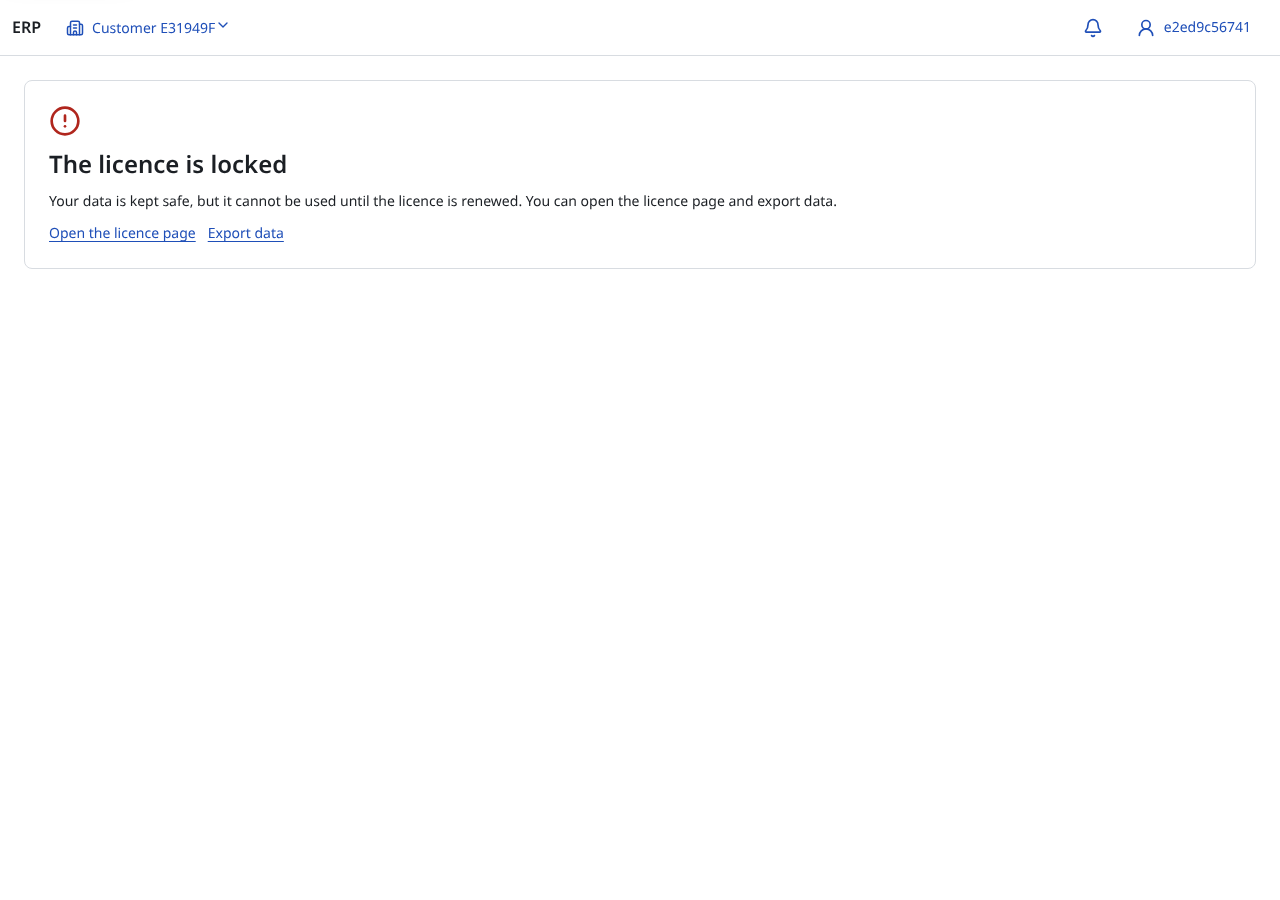 ERP
Customer E31949F
e2ed9c56741
The licence is locked
Your data is kept safe, but it cannot be used until the licence is renewed. You can open the licence page and export data.
Open the licence page Export data